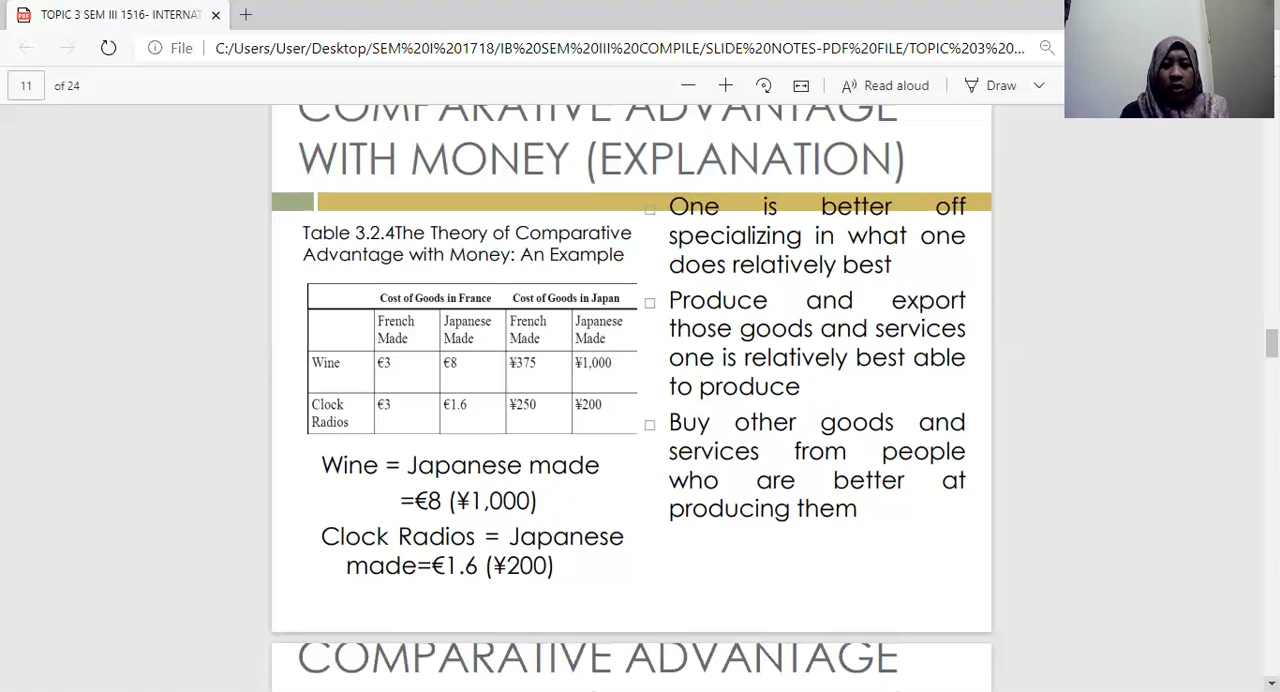 TOPIC 3 SEM III 1516- INTERNAT
File
C:/Users/User/Desktop/SEM%20I%201718/IB%20SEM%20III%20COMPILE/SLIDE%20NOTES-PDF%20FILE/TOPIC%203%20...
11 of 24
Read aloud
Draw
COMPARATIVE ADVANTAGE
WITH MONEY (EXPLANATION)
Table 3.2.4The Theory of Comparative
Advantage with Money: An Example
Cost of Goods in France Cost of Goods in Japan
French Made Japanese Made French Made Japanese Made
Wine €3 €8 ¥375 ¥1,000
Clock Radios €3 €1.6 ¥250 ¥200
Wine = Japanese made
=€8 (¥1,000)
Clock Radios = Japanese
made=€1.6 (¥200)
One is better off
specializing in what one
does relatively best
Produce and export
those goods and services
one is relatively best able
to produce
Buy other goods and
services from people
who are better at
producing them
COMPARATIVE ADVANTAGE